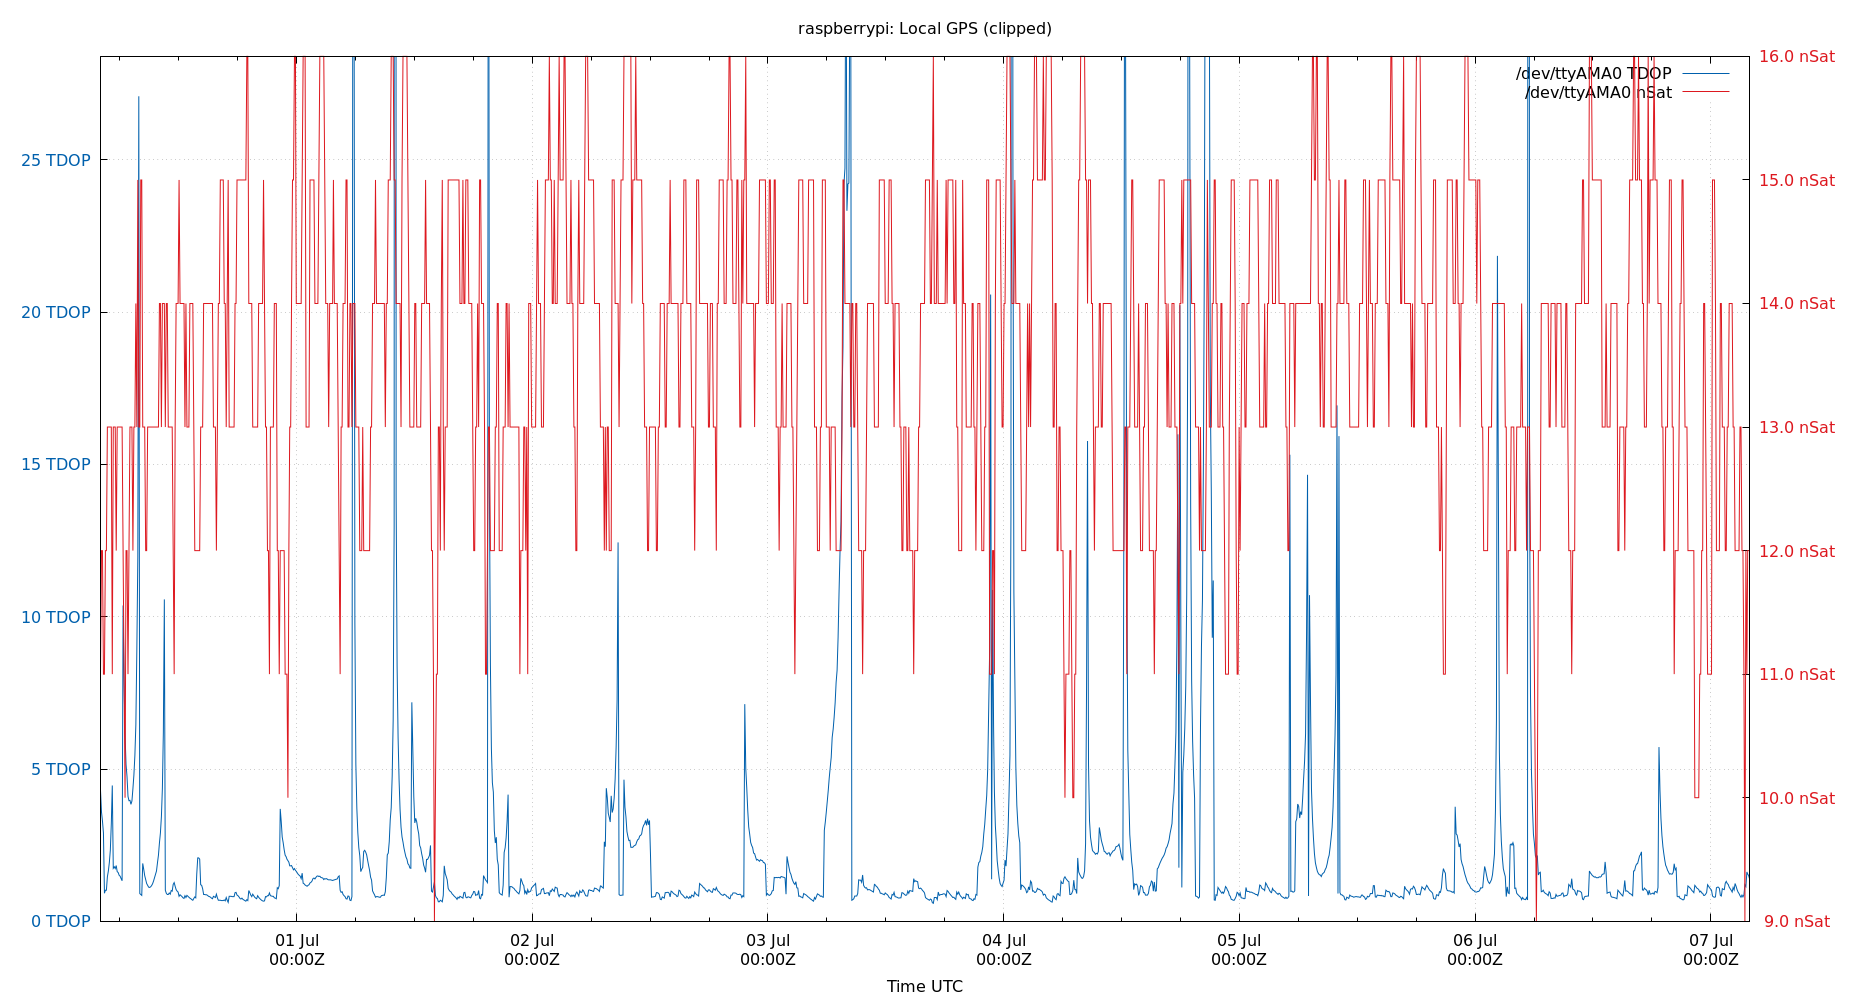 raspberrypi: Local GPS (clipped)
/dev/ttyAMA0 TDOP
/dev/ttyAMA0 nSat
25 TDOP
20 TDOP
15 TDOP
10 TDOP
5 TDOP
0 TDOP
16.0 nSat
15.0 nSat
14.0 nSat
13.0 nSat
12.0 nSat
11.0 nSat
10.0 nSat
9.0 nSat
01 Jul
00:00Z
02 Jul
00:00Z
03 Jul
00:00Z
04 Jul
00:00Z
05 Jul
00:00Z
06 Jul
00:00Z
07 Jul
00:00Z
Time UTC